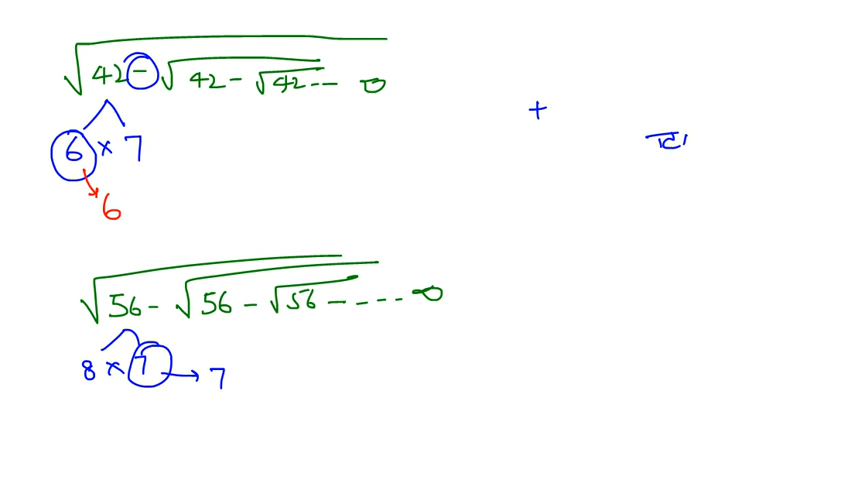 √42 - √42 - √42 -- ∞
+
6 × 7
6
√56 - √56 - √56 - - - - ∞
8 × 7 → 7